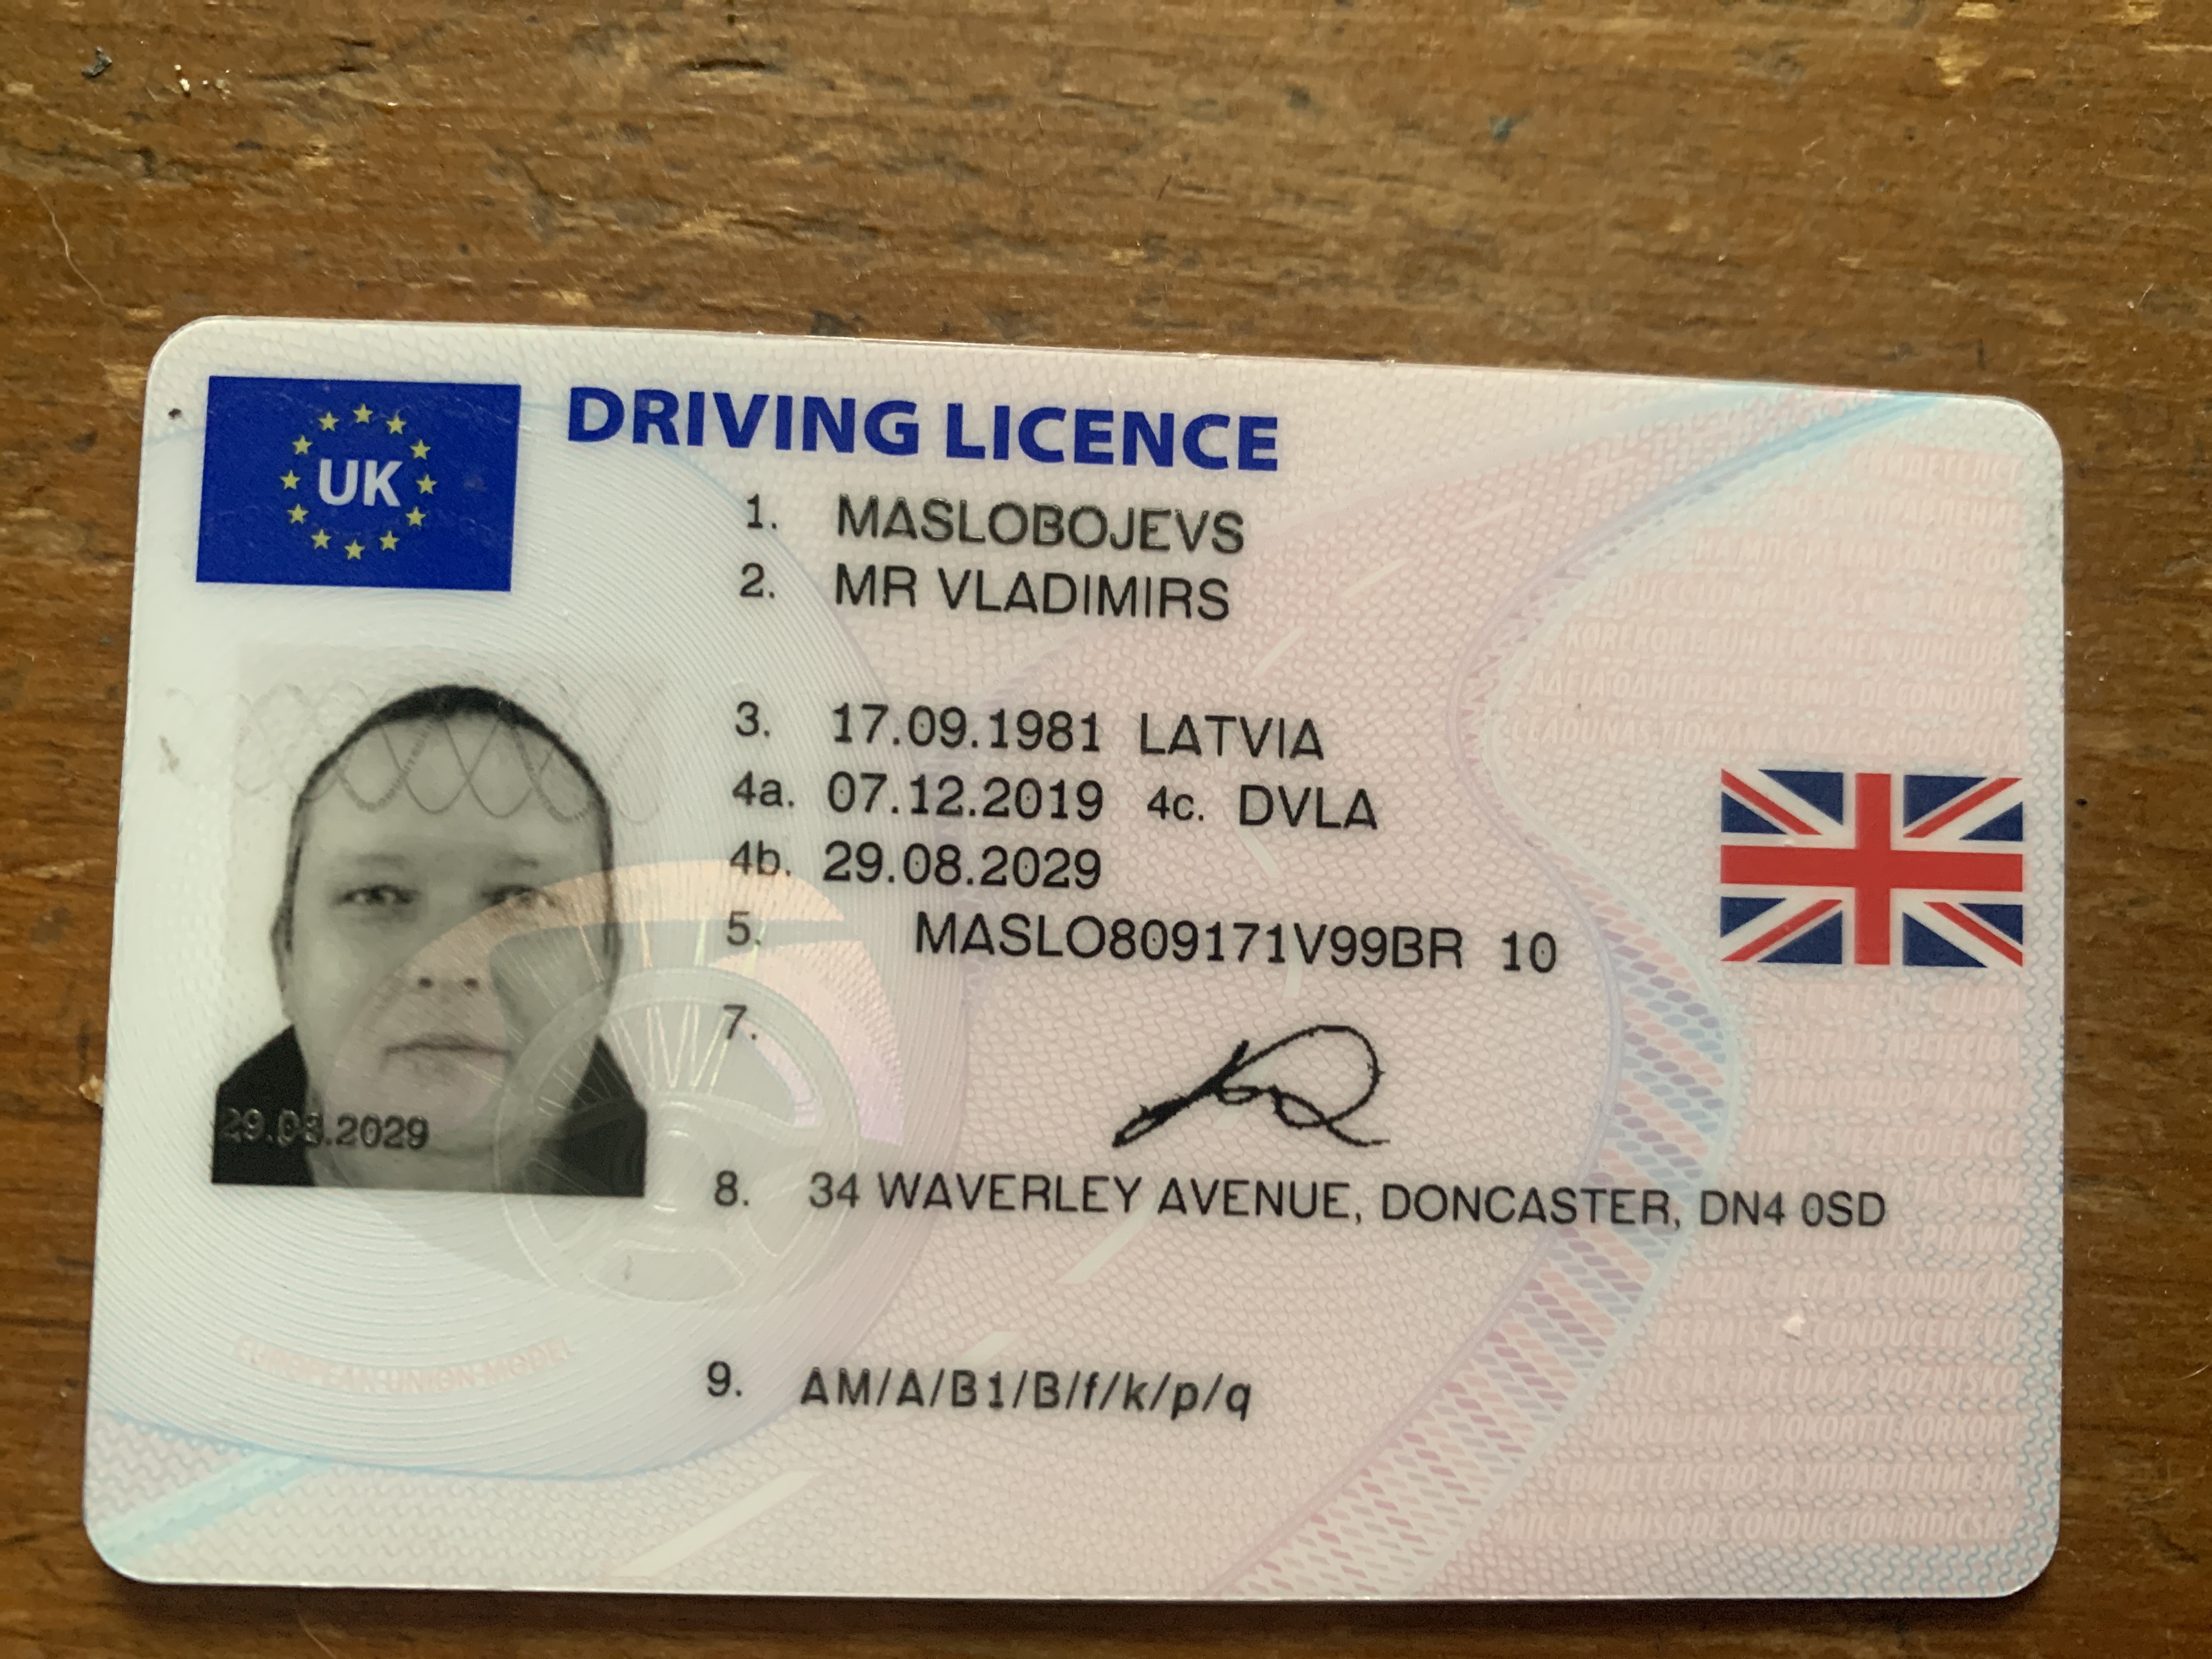 UK
DRIVING LICENCE
1. MASLOBOJEVS
2. MR VLADIMIRS
3. 17.09.1981 LATVIA
4a. 07.12.2019 4c. DVLA
4b. 29.08.2029
5. MASLO809171V99BR 10
7.
8. 34 WAVERLEY AVENUE, DONCASTER, DN4 0SD
9. AM/A/B1/B/f/k/p/q
29.08.2029